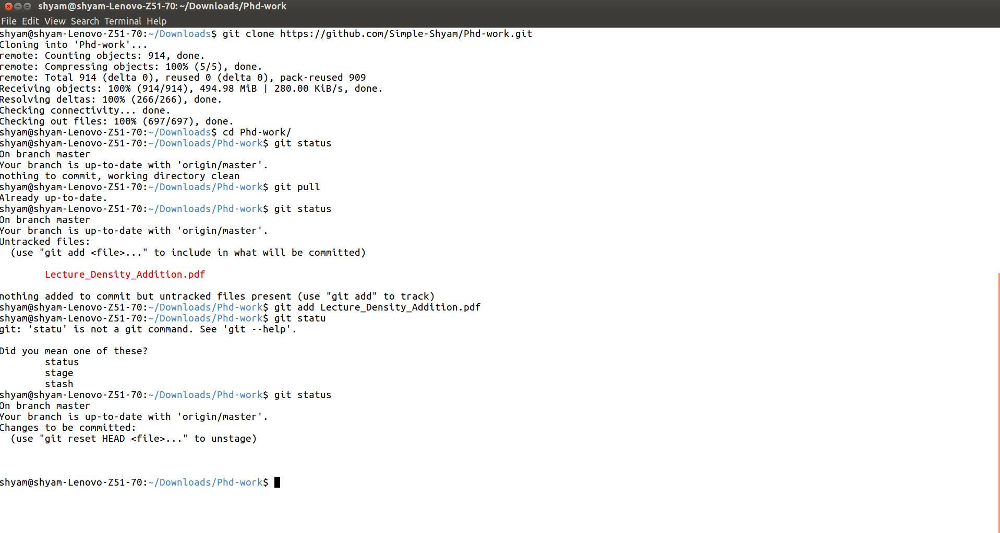 shyam@shyam-Lenovo-Z51-70: ~/Downloads/Phd-work
File Edit View Search Terminal Help
shyam@shyam-Lenovo-Z51-70:~/Downloads$ git clone https://github.com/Simple-Shyam/Phd-work.git
Cloning into 'Phd-work'...
remote: Counting objects: 914, done.
remote: Compressing objects: 100% (5/5), done.
remote: Total 914 (delta 0), reused 0 (delta 0), pack-reused 909
Receiving objects: 100% (914/914), 494.98 MiB | 280.00 KiB/s, done.
Resolving deltas: 100% (266/266), done.
Checking connectivity... done.
Checking out files: 100% (697/697), done.
shyam@shyam-Lenovo-Z51-70:~/Downloads$ cd Phd-work/
shyam@shyam-Lenovo-Z51-70:~/Downloads/Phd-work$ git status
On branch master
Your branch is up-to-date with 'origin/master'.
nothing to commit, working directory clean
shyam@shyam-Lenovo-Z51-70:~/Downloads/Phd-work$ git pull
Already up-to-date.
shyam@shyam-Lenovo-Z51-70:~/Downloads/Phd-work$ git status
On branch master
Your branch is up-to-date with 'origin/master'.
Untracked files:
  (use "git add <file>..." to include in what will be committed)
        Lecture_Density_Addition.pdf
nothing added to commit but untracked files present (use "git add" to track)
shyam@shyam-Lenovo-Z51-70:~/Downloads/Phd-work$ git add Lecture_Density_Addition.pdf
shyam@shyam-Lenovo-Z51-70:~/Downloads/Phd-work$ git statu
git: 'statu' is not a git command. See 'git --help'.
Did you mean one of these?
        status
        stage
        stash
shyam@shyam-Lenovo-Z51-70:~/Downloads/Phd-work$ git status
On branch master
Your branch is up-to-date with 'origin/master'.
Changes to be committed:
  (use "git reset HEAD <file>..." to unstage)
shyam@shyam-Lenovo-Z51-70:~/Downloads/Phd-work$